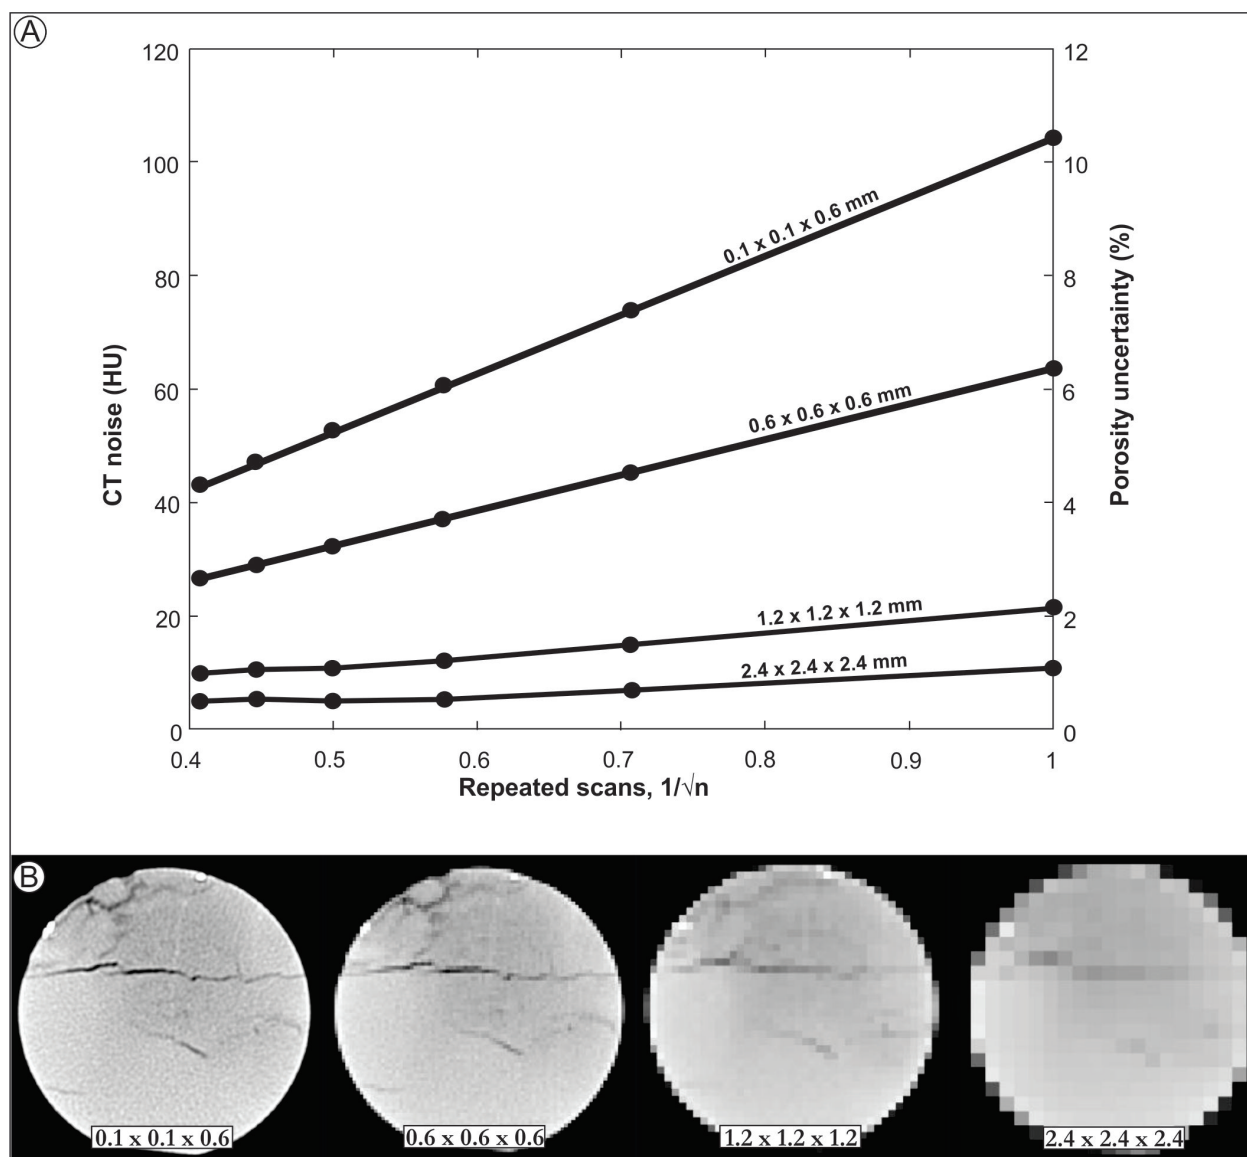 A
120
100
80
60
40
20
0
CT noise (HU)
12
10
8
6
4
2
0
Porosity uncertainty (%)
0.1 x 0.1 x 0.6 mm
0.6 x 0.6 x 0.6 mm
1.2 x 1.2 x 1.2 mm
2.4 x 2.4 x 2.4 mm
0.4 0.5 0.6 0.7 0.8 0.9 1
Repeated scans, 1/√n
B
0.1 x 0.1 x 0.6
0.6 x 0.6 x 0.6
1.2 x 1.2 x 1.2
2.4 x 2.4 x 2.4